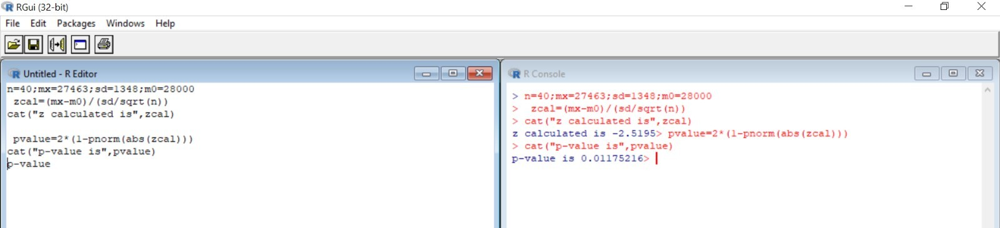 RGui (32-bit)
File Edit Packages Windows Help
Untitled - R Editor
n=40;mx=27463;sd=1348;m0=28000
zcal=(mx-m0)/(sd/sqrt(n))
cat("z calculated is",zcal)
pvalue=2*(1-pnorm(abs(zcal)))
cat("p-value is",pvalue)
p-value
R Console
> n=40;mx=27463;sd=1348;m0=28000
>  zcal=(mx-m0)/(sd/sqrt(n))
> cat("z calculated is",zcal)
z calculated is -2.5195> pvalue=2*(1-pnorm(abs(zcal)))
> cat("p-value is",pvalue)
p-value is 0.01175216>